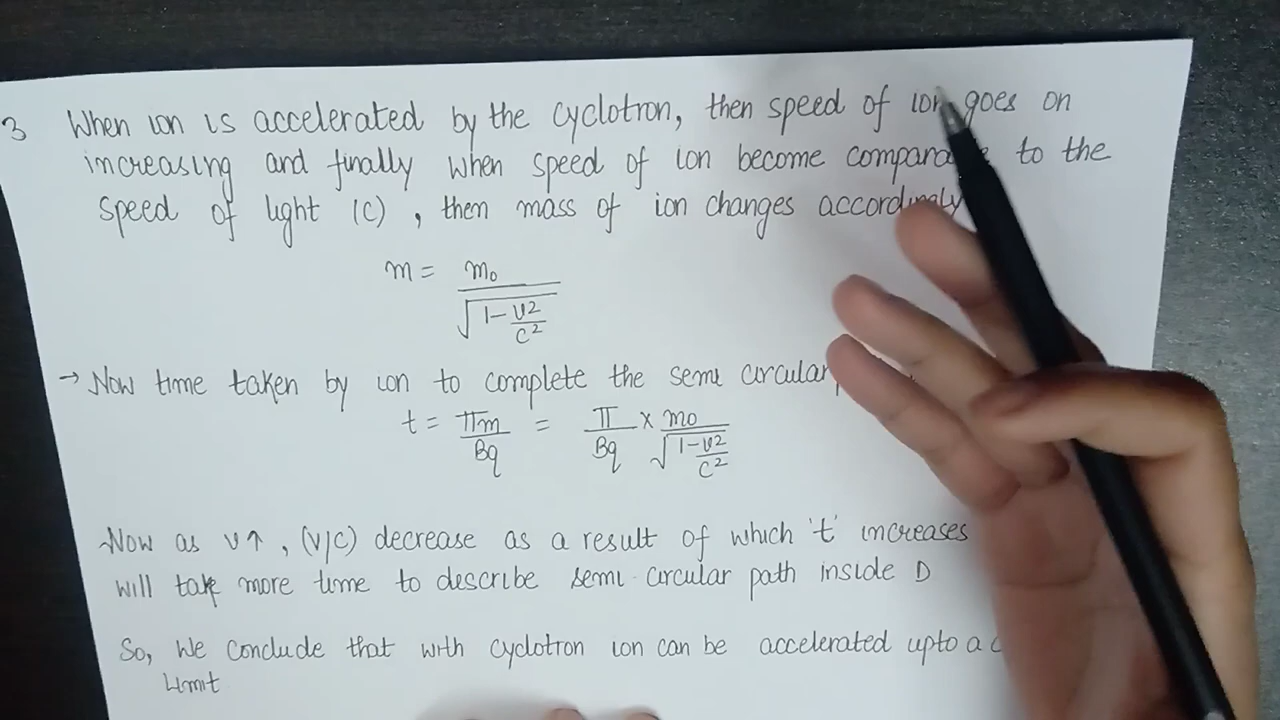 3 When ion is accelerated by the cyclotron, then speed of ion goes on
increasing and finally when speed of ion become to the
speed of light (c) , then mass of ion changes accordingly
m = m₀ / √(1 - v²/c²)
→ Now time taken by ion to complete the semi circular
t = πm / Bq = π / Bq × m₀ / √(1 - v²/c²)
Now as v↑ , (v/c) decrease as a result of which 't' increases
will take more time to describe semi-circular path inside D
So, We conclude that with cyclotron ion can be accelerated upto a
Limit